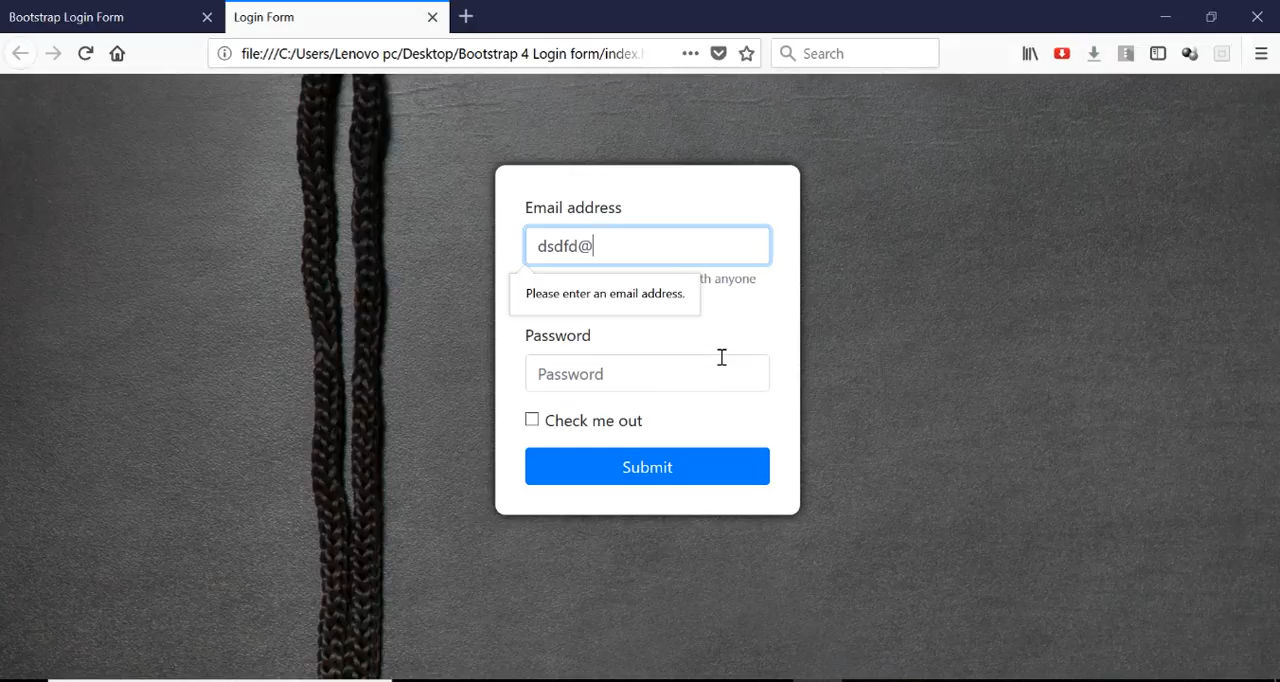 Bootstrap Login Form
Login Form
file:///C:/Users/Lenovo pc/Desktop/Bootstrap 4 Login form/index.
Search
Email address
dsdfd@
th anyone
Please enter an email address.
Password
Password
Check me out
Submit